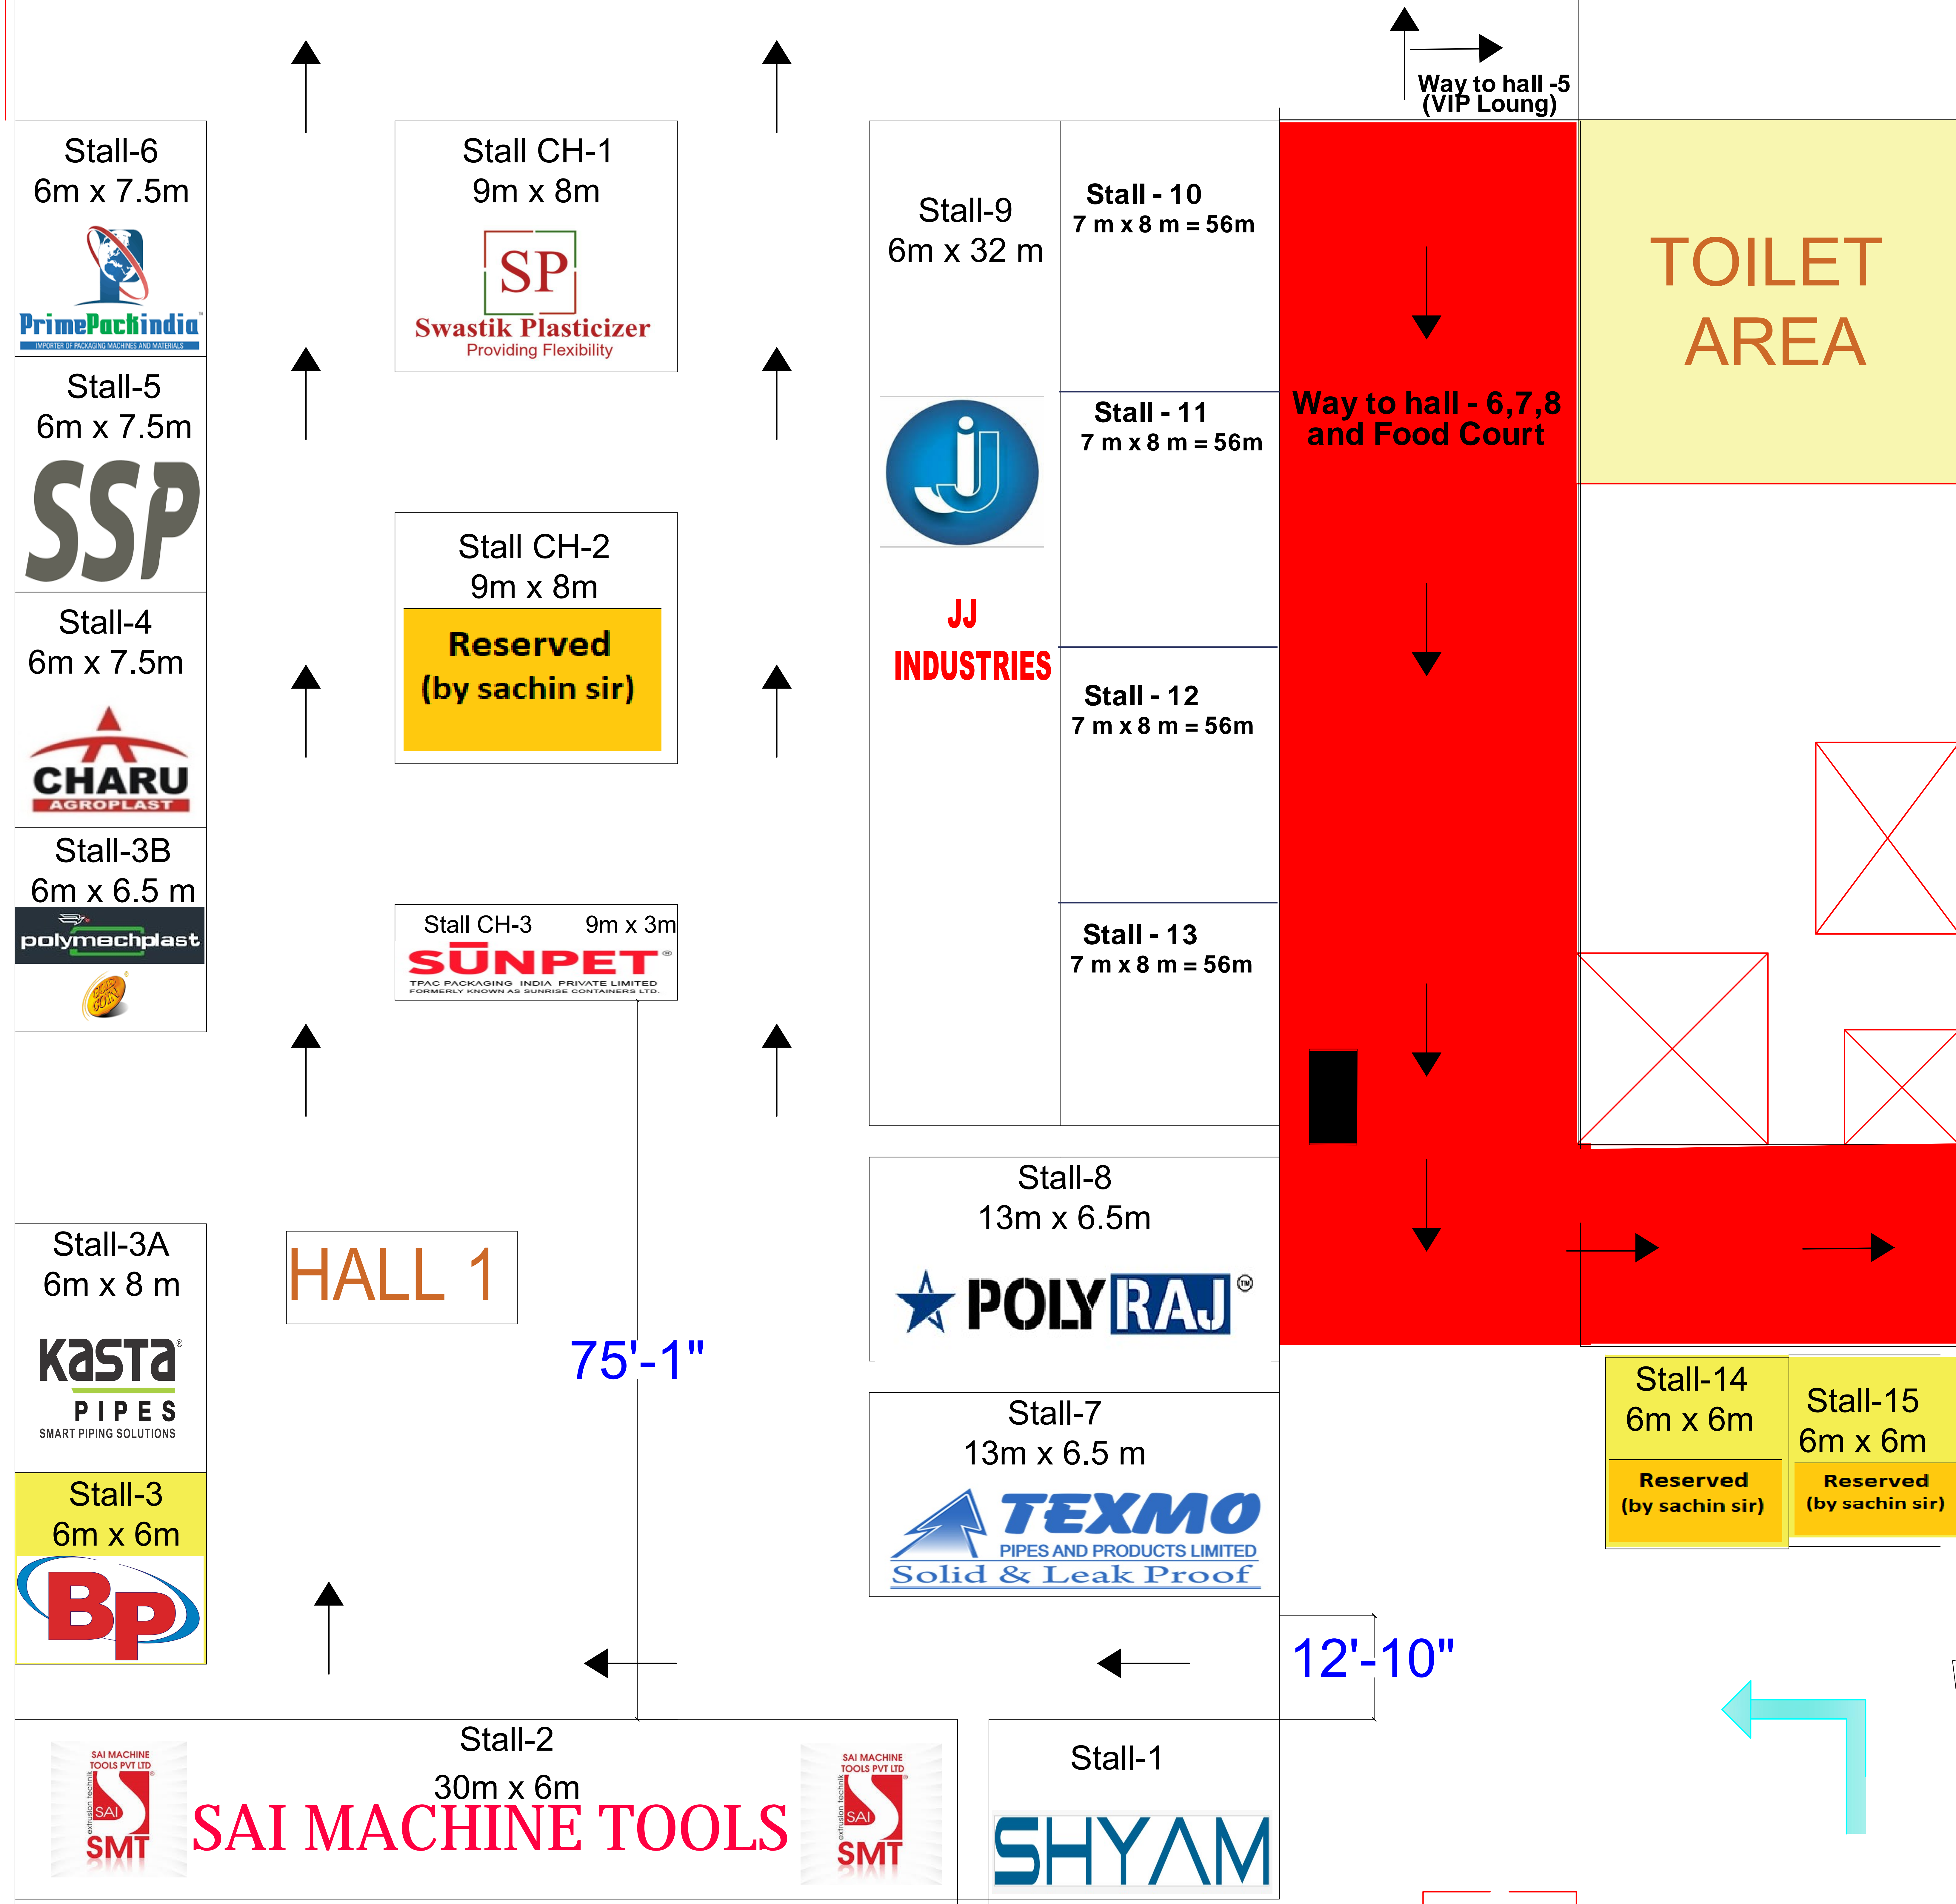 Way to hall -5
(VIP Loung)
Stall-6
6m x 7.5m
PrimePackindia
IMPORTER OF PACKAGING MACHINES AND MATERIALS
Stall-5
6m x 7.5m
SSP
Stall-4
6m x 7.5m
CHARU
AGROPLAST
Stall-3B
6m x 6.5 m
polymechplast
GOLD COIN
Stall-3A
6m x 8 m
KaSTa®
PIPES
SMART PIPING SOLUTIONS
Stall-3
6m x 6m
BP
Stall CH-1
9m x 8m
SP
Swastik Plasticizer
Providing Flexibility
Stall CH-2
9m x 8m
Reserved
(by sachin sir)
Stall CH-3 9m x 3m
SUNPET®
TPAC PACKAGING INDIA PRIVATE LIMITED
FORMERLY KNOWN AS SUNRISE CONTAINERS LTD.
HALL 1
75'-1"
Stall-9
6m x 32 m
JJ
INDUSTRIES
Stall - 10
7 m x 8 m = 56m
Stall - 11
7 m x 8 m = 56m
Stall - 12
7 m x 8 m = 56m
Stall - 13
7 m x 8 m = 56m
Stall-8
13m x 6.5m
POLYRAJ™
Stall-7
13m x 6.5 m
TEXMO
PIPES AND PRODUCTS LIMITED
Solid & Leak Proof
12'-10"
Way to hall - 6,7,8
and Food Court
TOILET
AREA
Stall-14
6m x 6m
Reserved
(by sachin sir)
Stall-15
6m x 6m
Reserved
(by sachin sir)
Stall-2
30m x 6m
SAI MACHINE
TOOLS PVT LTD
extrusion technik
SAI
SMT
SAI MACHINE TOOLS
SAI MACHINE
TOOLS PVT LTD
extrusion technik
SAI
SMT
Stall-1
SHYAM